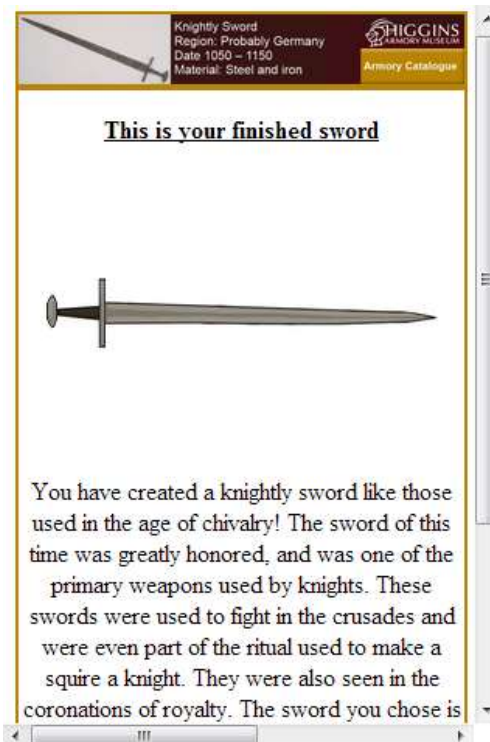 Knightly Sword
Region: Probably Germany
Date 1050 – 1150
Material: Steel and iron
HIGGINS
ARMORY MUSEUM
Armory Catalogue
This is your finished sword
You have created a knightly sword like those
used in the age of chivalry! The sword of this
time was greatly honored, and was one of the
primary weapons used by knights. These
swords were used to fight in the crusades and
were even part of the ritual used to make a
squire a knight. They were also seen in the
coronations of royalty. The sword you chose is